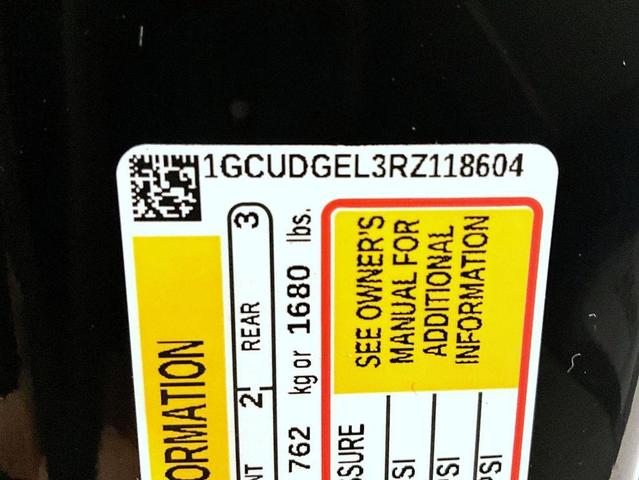 1GCUDGEL3RZ118604
ORMATION
NT 2 REAR 3
762 kg or 1680 lbs.
SEE OWNER'S
MANUAL FOR
ADDITIONAL
INFORMATION
SSURE
SI
PSI
PSI